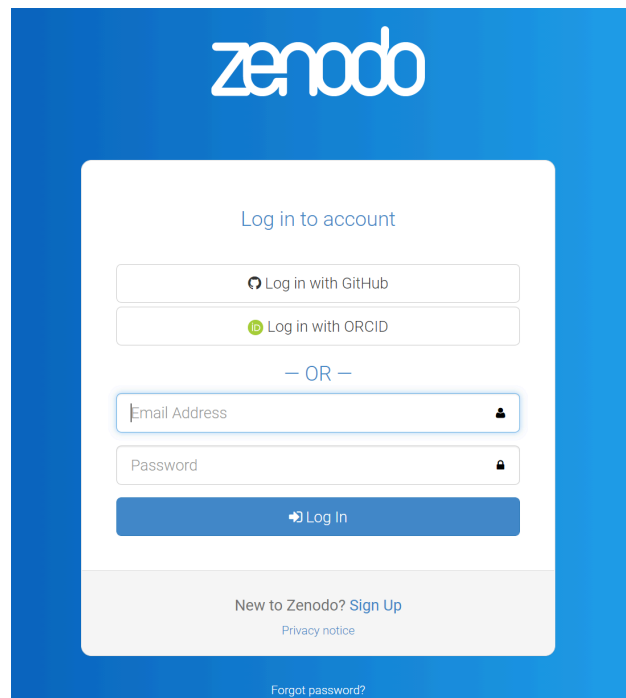 zenodo
Log in to account
Log in with GitHub
iD Log in with ORCID
— OR —
Email Address
Password
Log In
New to Zenodo? Sign Up
Privacy notice
Forgot password?